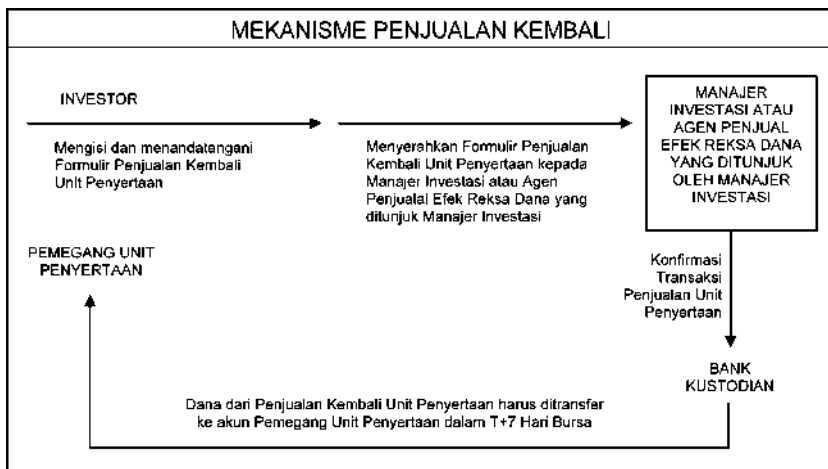 MEKANISME PENJUALAN KEMBALI
INVESTOR
Mengisi dan menandatangani
Formulir Penjualan Kembali
Unit Penyertaan
Menyerahkan Formulir Penjualan
Kembali Unit Penyertaan kepada
Manajer Investasi atau Agen
Penjualal Efek Reksa Dana yang
ditunjuk Manajer Investasi
MANAJER
INVESTASI ATAU
AGEN PENJUAL
EFEK REKSA DANA
YANG DITUNJUK
OLEH MANAJER
INVESTASI
PEMEGANG UNIT
PENYERTAAN
Konfirmasi
Transaksi
Penjualan Unit
Penyertaan
BANK
KUSTODIAN
Dana dari Penjualan Kembali Unit Penyertaan harus ditransfer
ke akun Pemegang Unit Penyertaan dalam T+7 Hari Bursa